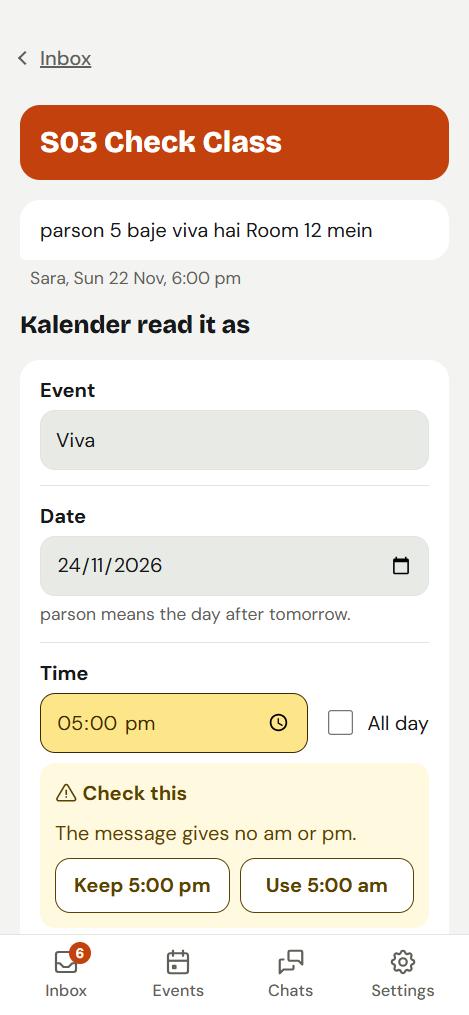 Inbox
S03 Check Class
parson 5 baje viva hai Room 12 mein
Sara, Sun 22 Nov, 6:00 pm
Kalender read it as
Event
Viva
Date
24/11/2026
parson means the day after tomorrow.
Time
05:00 pm
All day
Check this
The message gives no am or pm.
Keep 5:00 pm
Use 5:00 am
6
Inbox
Events
Chats
Settings